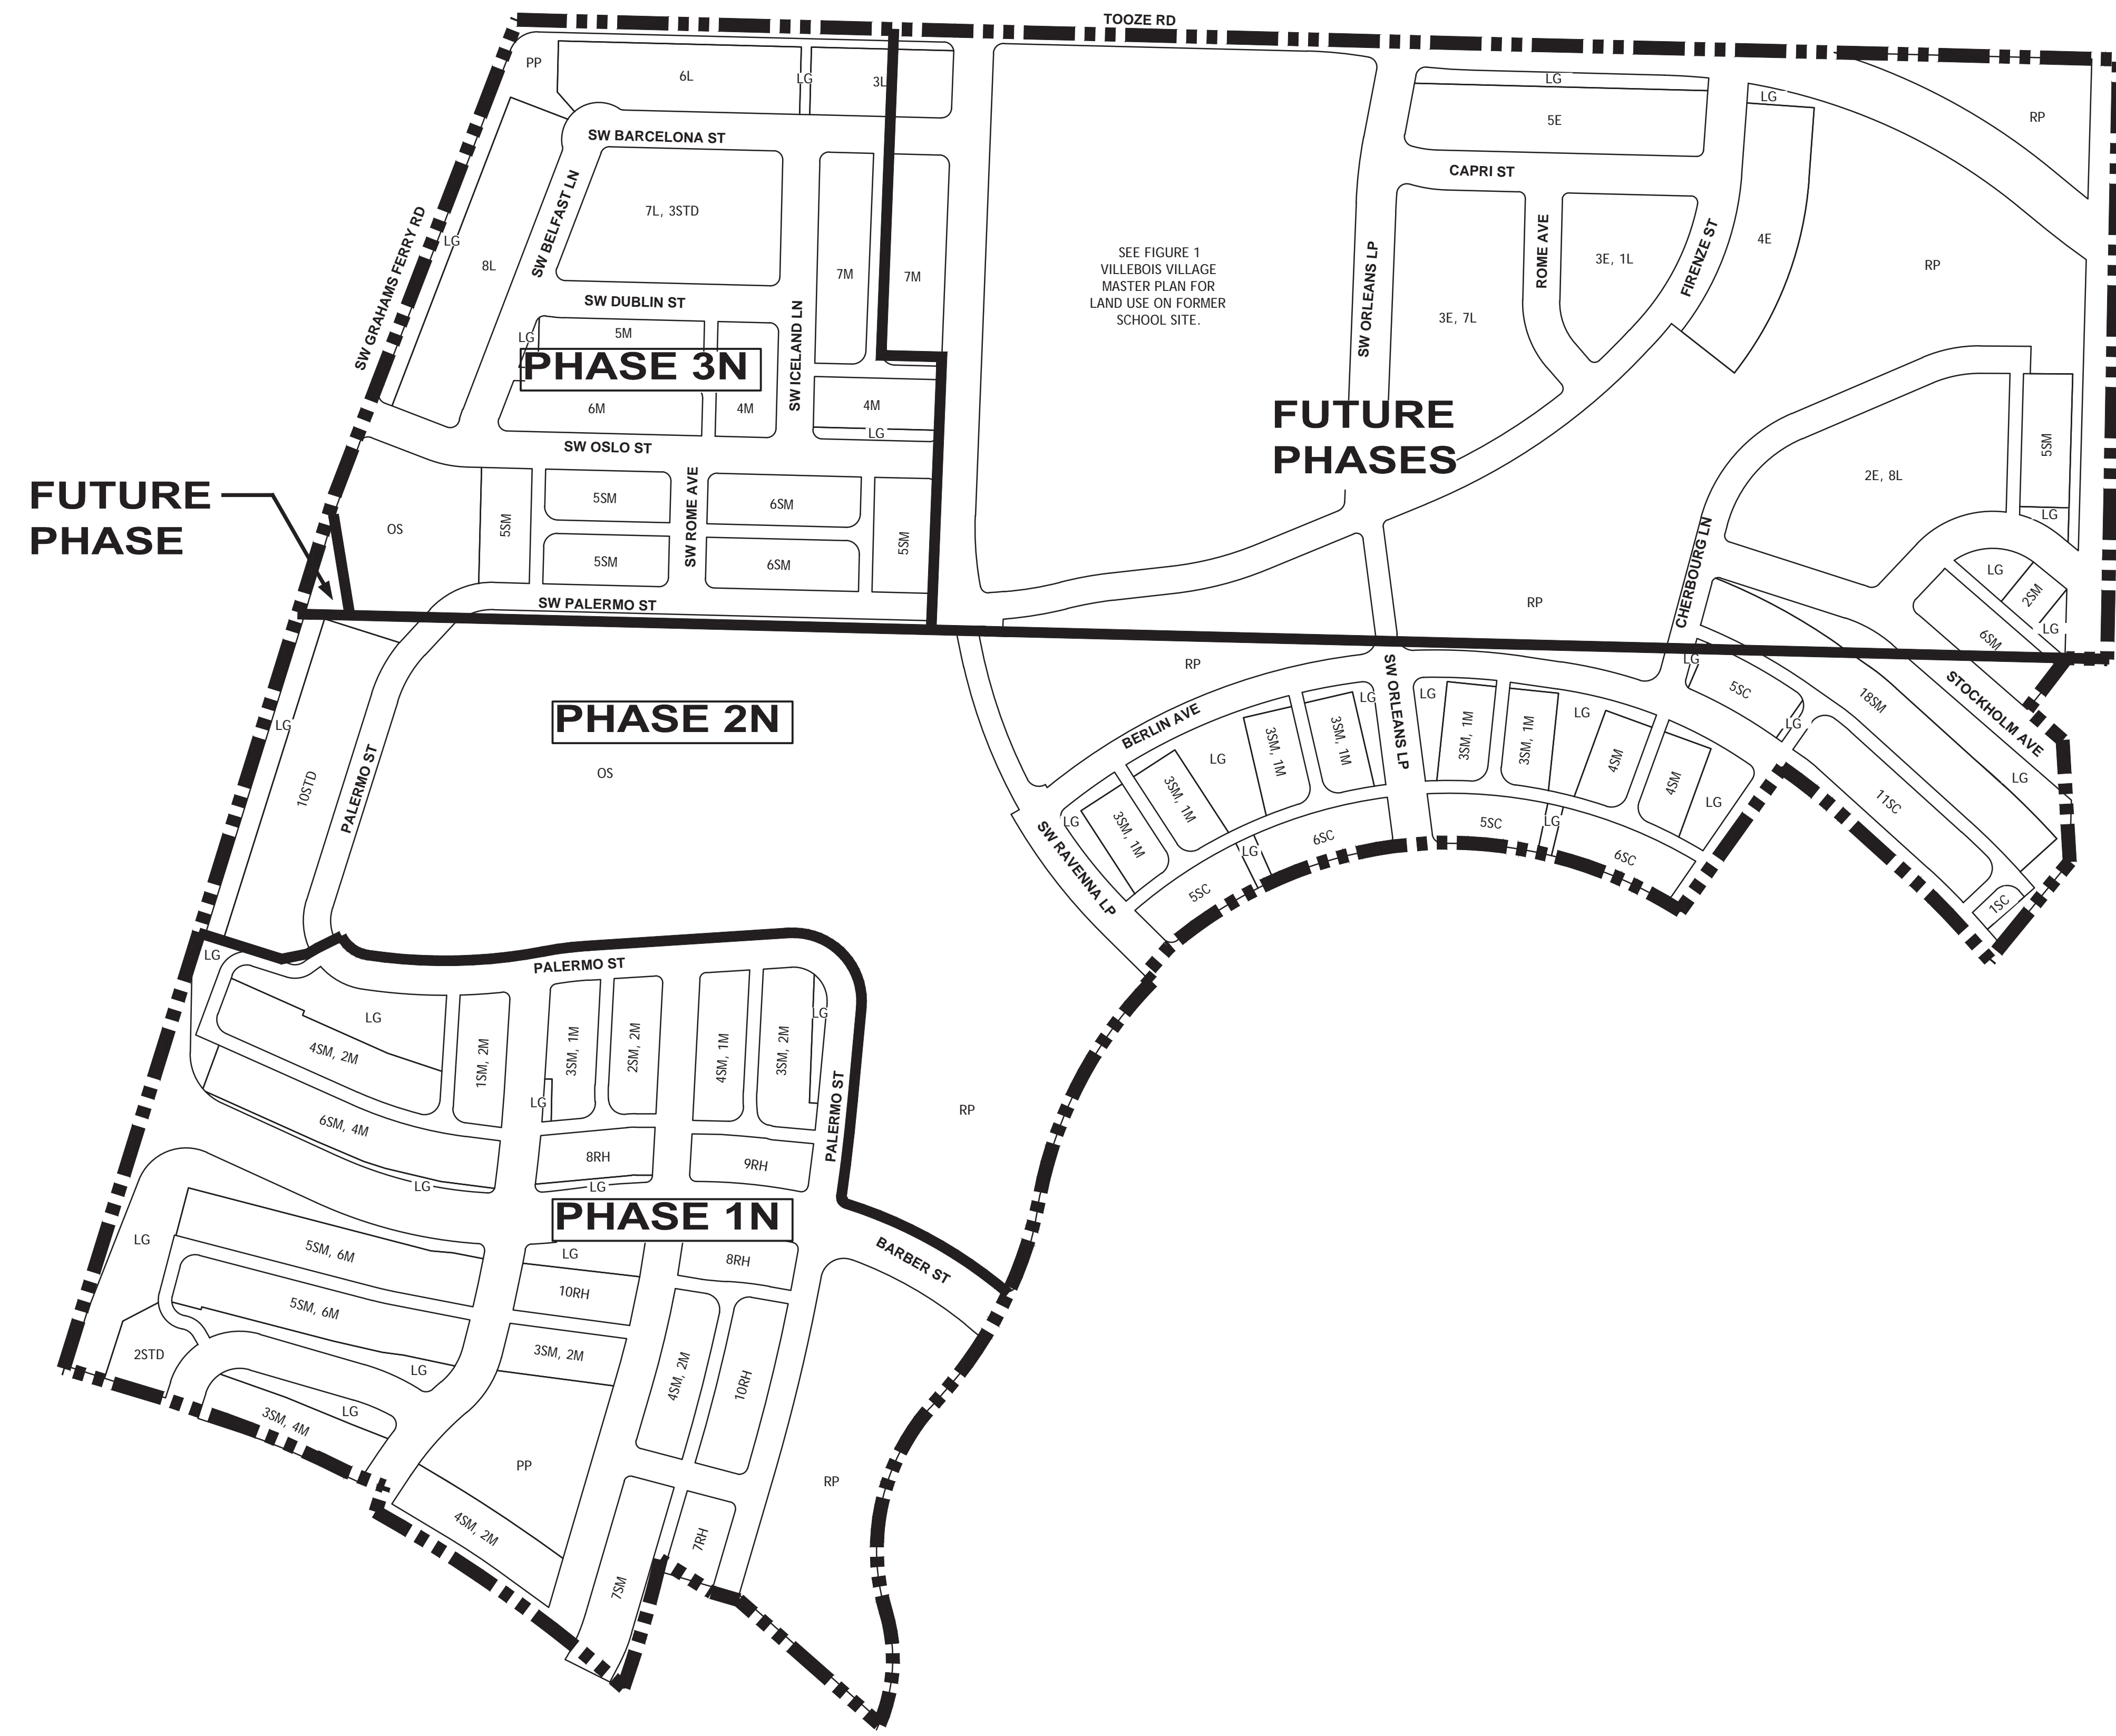 TOOZE RD
PP
6L
LG
3L
LG
5E
LG
RP
SW BARCELONA ST
CAPRI ST
SW GRAHAMS FERRY RD
LG
8L
SW BELFAST LN
7L, 3STD
7M
7M
SEE FIGURE 1
VILLEBOIS VILLAGE
MASTER PLAN FOR
LAND USE ON FORMER
SCHOOL SITE.
SW ORLEANS LP
3E, 7L
ROME AVE
3E, 1L
FIRENZE ST
4E
RP
SW DUBLIN ST
LG
5M
SW ICELAND LN
PHASE 3N
6M
4M
4M
LG
SW OSLO ST
FUTURE
PHASES
2E, 8L
5SM
LG
FUTURE
PHASE
OS
5SM
5SM
SW ROME AVE
6SM
5SM
5SM
6SM
CHERBOURG LN
LG
2SM
LG
6SM
SW PALERMO ST
RP
RP
LG
10STD
PALERMO ST
PHASE 2N
OS
BERLIN AVE
SW ORLEANS LP
LG
3SM, 1M
3SM, 1M
LG
3SM, 1M
3SM, 1M
LG
LG
3SM, 1M
3SM, 1M
LG
4SM
4SM
LG
LG
5SC
LG
18SM
STOCKHOLM AVE
LG
11SC
1SC
SW RAVENNA LP
5SC
LG
6SC
5SC
LG
6SC
LG
PALERMO ST
LG
4SM, 2M
1SM, 2M
3SM, 1M
LG
2SM, 2M
4SM, 1M
3SM, 2M
LG
PALERMO ST
RP
6SM, 4M
LG
8RH
LG
9RH
PHASE 1N
LG
5SM, 6M
LG
10RH
8RH
BARBER ST
5SM, 6M
2STD
LG
3SM, 2M
4SM, 2M
10RH
LG
3SM, 4M
PP
RP
4SM, 2M
7SM
7RH